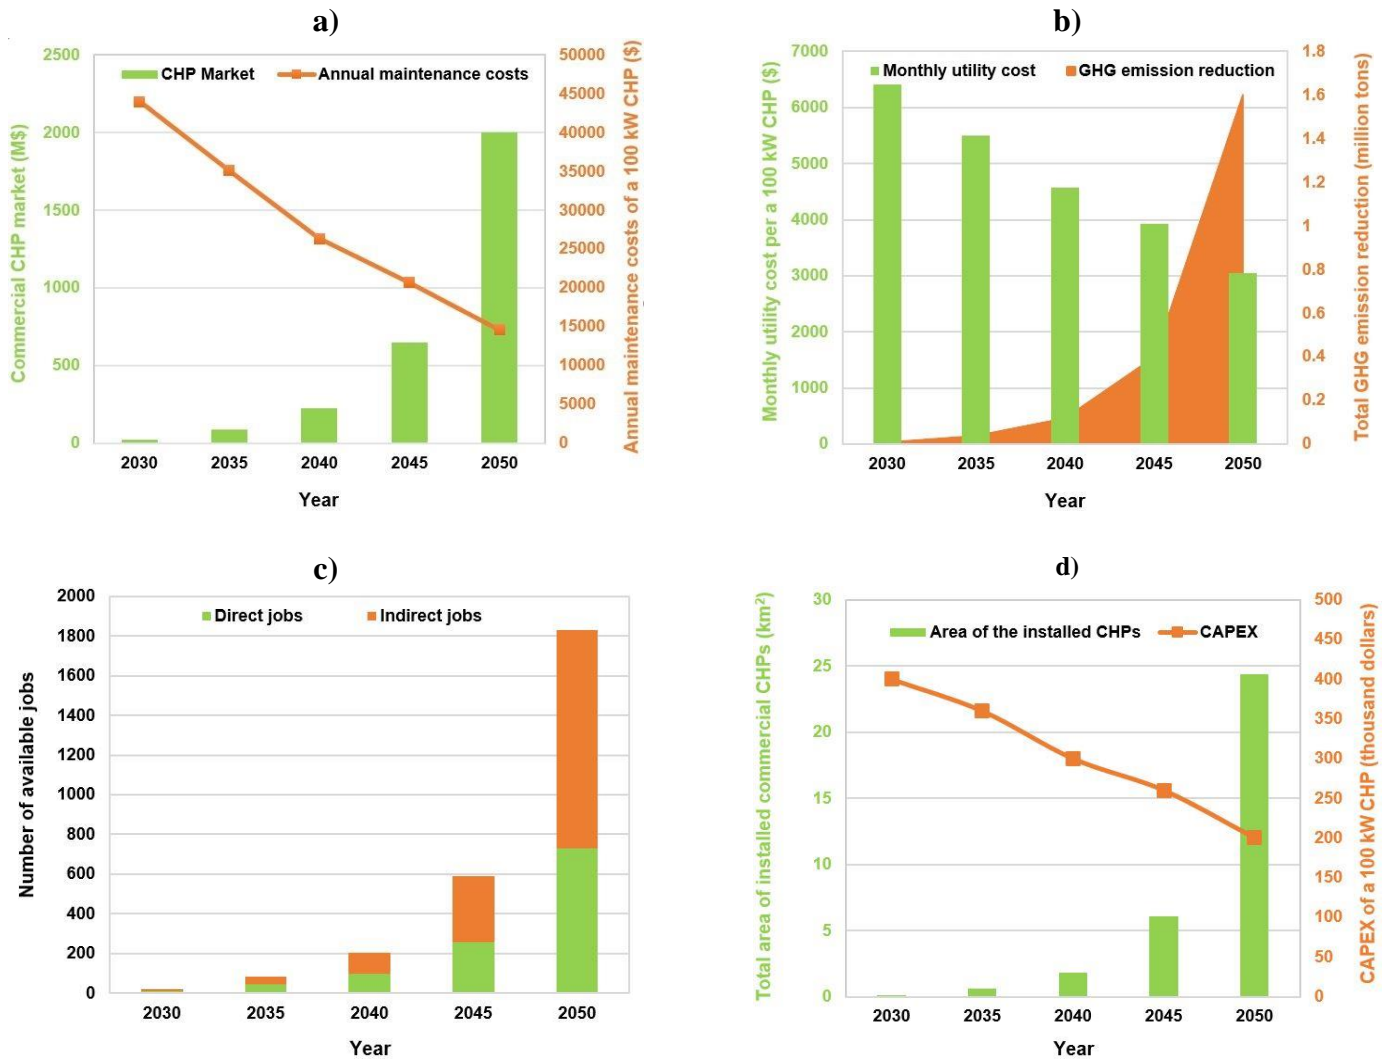 a)
CHP Market
Annual maintenance costs
Commercial CHP market (M$)
2500
2000
1500
1000
500
0
50000
45000
40000
35000
30000
25000
20000
15000
10000
5000
0
Annual maintenance costs of a 100 kW CHP ($)
2030 2035 2040 2045 2050
Year
b)
Monthly utility cost
GHG emission reduction
Monthly utility cost per a 100 kW CHP ($)
7000
6000
5000
4000
3000
2000
1000
0
1.8
1.6
1.4
1.2
1
0.8
0.6
0.4
0.2
0
Total GHG emission reduction (million tons)
2030 2035 2040 2045 2050
Year
c)
Direct jobs
Indirect jobs
Number of available jobs
2000
1800
1600
1400
1200
1000
800
600
400
200
0
2030 2035 2040 2045 2050
Year
d)
Area of the installed CHPs
CAPEX
Total area of installed commercial CHPs (km²)
30
25
20
15
10
5
0
500
450
400
350
300
250
200
150
100
50
0
CAPEX of a 100 kW CHP (thousand dollars)
2030 2035 2040 2045 2050
Year